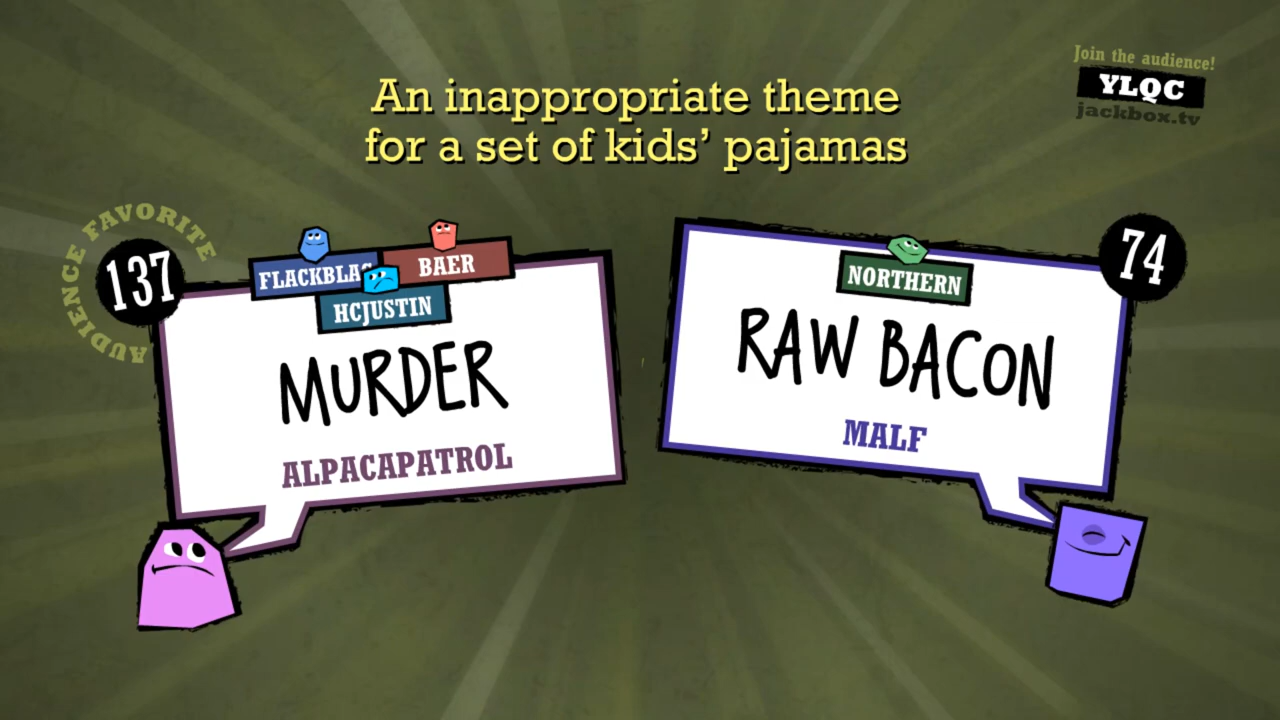 Join the audience!
YLQC
jackbox.tv
An inappropriate theme
for a set of kids' pajamas
AUDIENCE FAVORITE
137
BAER
HCJUSTIN
MURDER
ALPACAPATROL
74
NORTHERN
RAW BACON
MALF